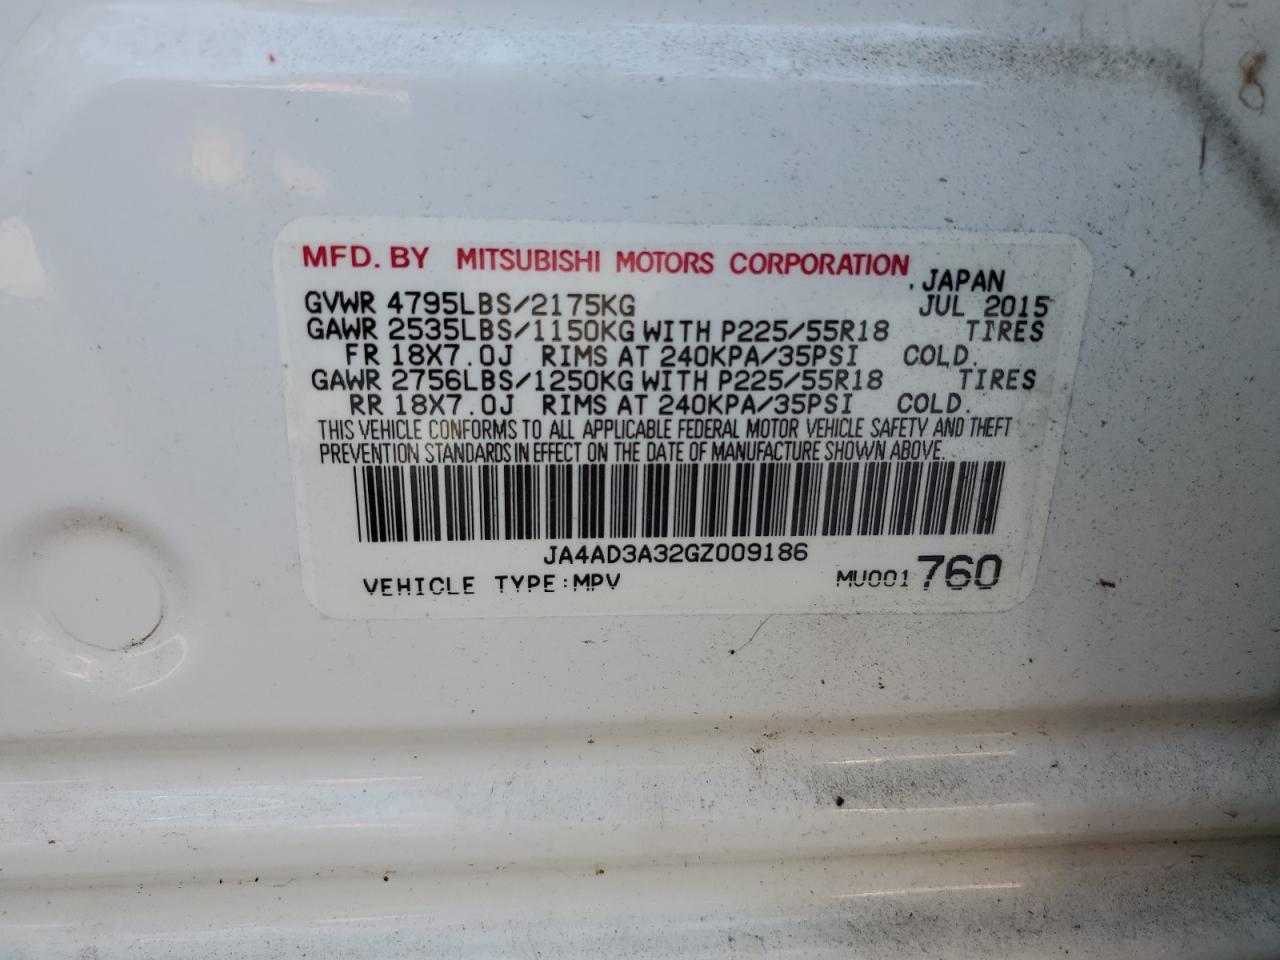 MFD. BY MITSUBISHI MOTORS CORPORATION
. JAPAN
GVWR 4795LBS/2175KG JUL 2015
GAWR 2535LBS/1150KG WITH P225/55R18 TIRES
FR 18X7.0J RIMS AT 240KPA/35PSI COLD.
GAWR 2756LBS/1250KG WITH P225/55R18 TIRES
RR 18X7.0J RIMS AT 240KPA/35PSI COLD.
THIS VEHICLE CONFORMS TO ALL APPLICABLE FEDERAL MOTOR VEHICLE SAFETY AND THEFT
PREVENTION STANDARDS IN EFFECT ON THE DATE OF MANUFACTURE SHOWN ABOVE.
JA4AD3A32GZ009186
VEHICLE TYPE:MPV MU001 760